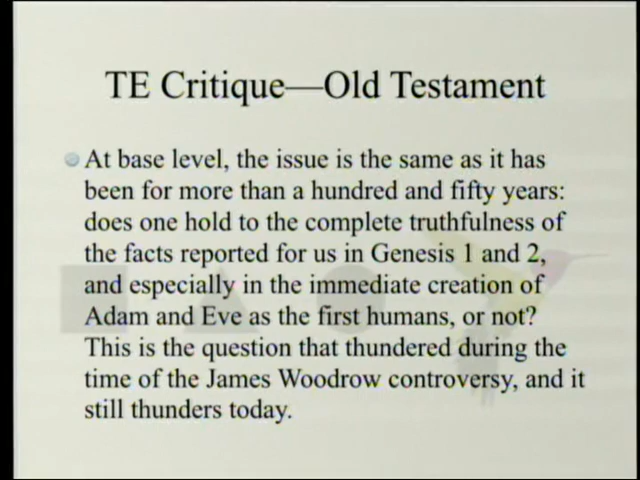 TE Critique—Old Testament
At base level, the issue is the same as it has
been for more than a hundred and fifty years:
does one hold to the complete truthfulness of
the facts reported for us in Genesis 1 and 2,
and especially in the immediate creation of
Adam and Eve as the first humans, or not?
This is the question that thundered during the
time of the James Woodrow controversy, and it
still thunders today.